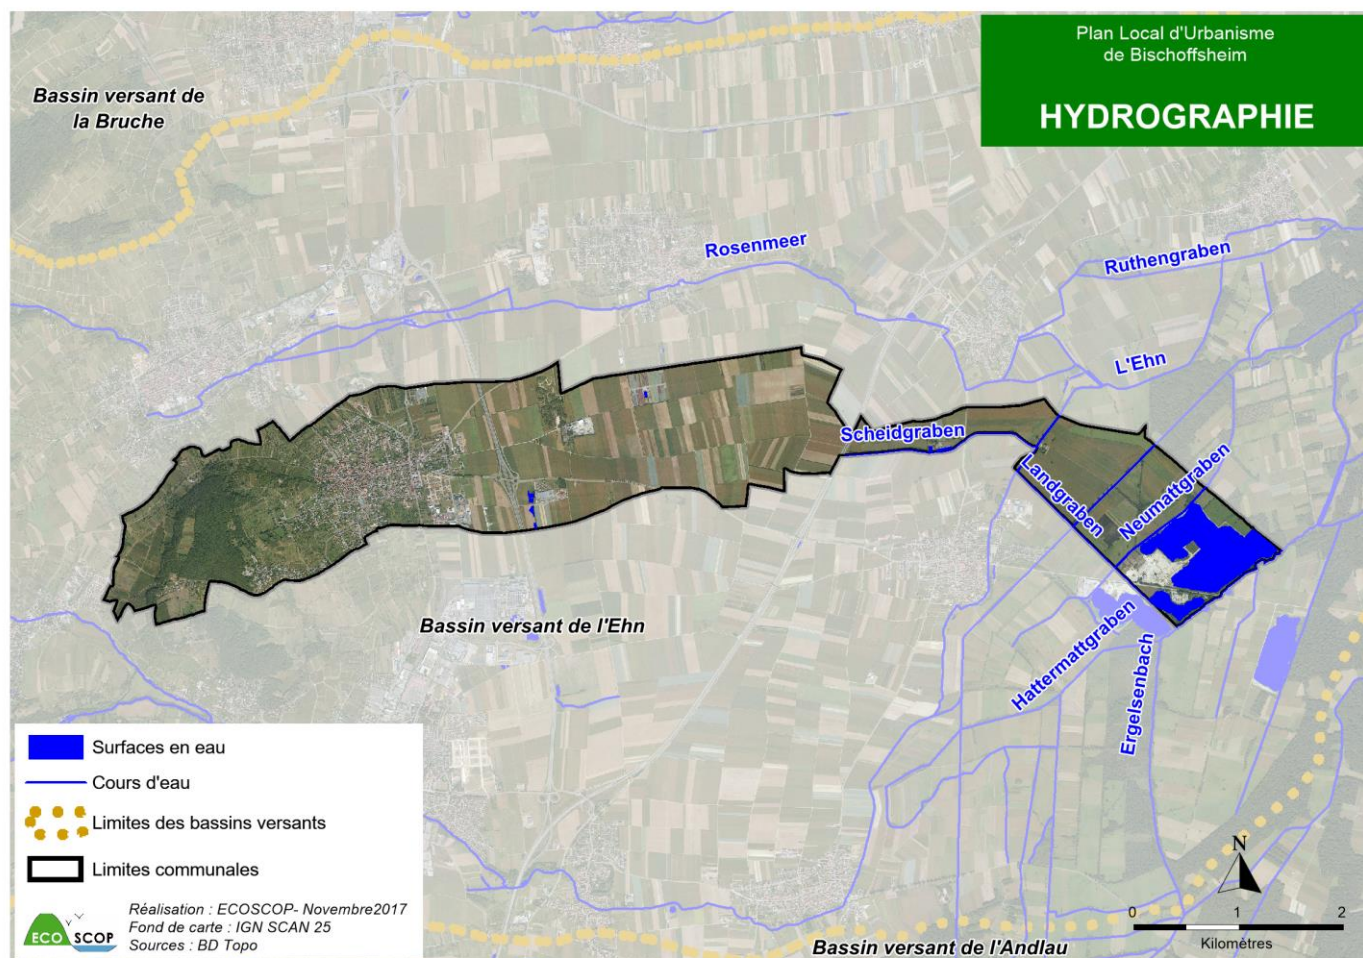 Plan Local d'Urbanisme
de Bischoffsheim
HYDROGRAPHIE
Bassin versant de
la Bruche
Rosenmeer
Ruthengraben
L'Ehn
Scheidgraben
Landgraben
Neumattgraben
Bassin versant de l'Ehn
Hattermattgraben
Ergelsenbach
Surfaces en eau
Cours d'eau
Limites des bassins versants
Limites communales
ECO SCOP
Réalisation : ECOSCOP- Novembre2017
Fond de carte : IGN SCAN 25
Sources : BD Topo
N
0 1 2
Kilomètres
Bassin versant de l'Andlau